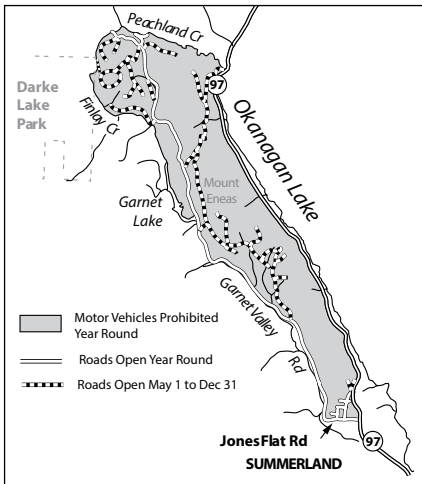 Peachland Cr
97
Darke
Lake
Park
Finlay Cr
Okanagan Lake
Mount
Eneas
Garnet
Lake
Garnet Valley
Rd
Motor Vehicles Prohibited
Year Round
Roads Open Year Round
Roads Open May 1 to Dec 31
Jones Flat Rd
97
SUMMERLAND